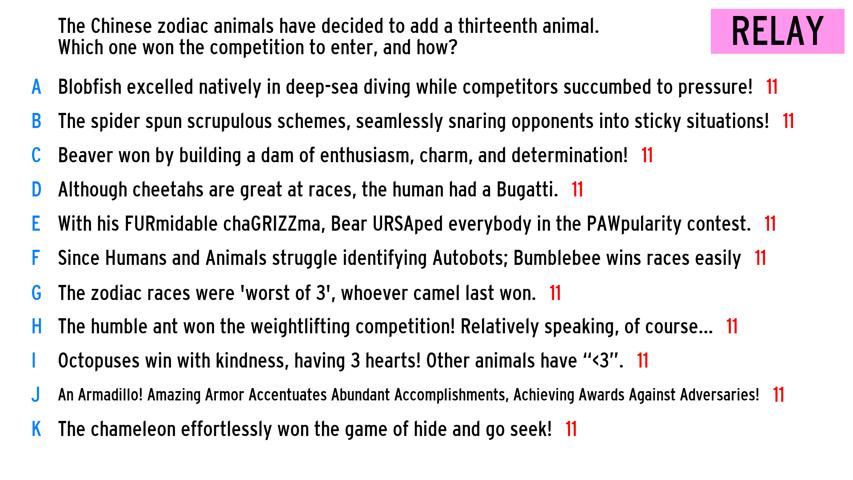 The Chinese zodiac animals have decided to add a thirteenth animal.
Which one won the competition to enter, and how?
RELAY
A Blobfish excelled natively in deep-sea diving while competitors succumbed to pressure! 11
B The spider spun scrupulous schemes, seamlessly snaring opponents into sticky situations! 11
C Beaver won by building a dam of enthusiasm, charm, and determination! 11
D Although cheetahs are great at races, the human had a Bugatti. 11
E With his FURmidable chaGRIZZma, Bear URSAped everybody in the PAWpularity contest. 11
F Since Humans and Animals struggle identifying Autobots; Bumblebee wins races easily 11
G The zodiac races were 'worst of 3', whoever camel last won. 11
H The humble ant won the weightlifting competition! Relatively speaking, of course... 11
I Octopuses win with kindness, having 3 hearts! Other animals have “<3”. 11
J An Armadillo! Amazing Armor Accentuates Abundant Accomplishments, Achieving Awards Against Adversaries! 11
K The chameleon effortlessly won the game of hide and go seek! 11